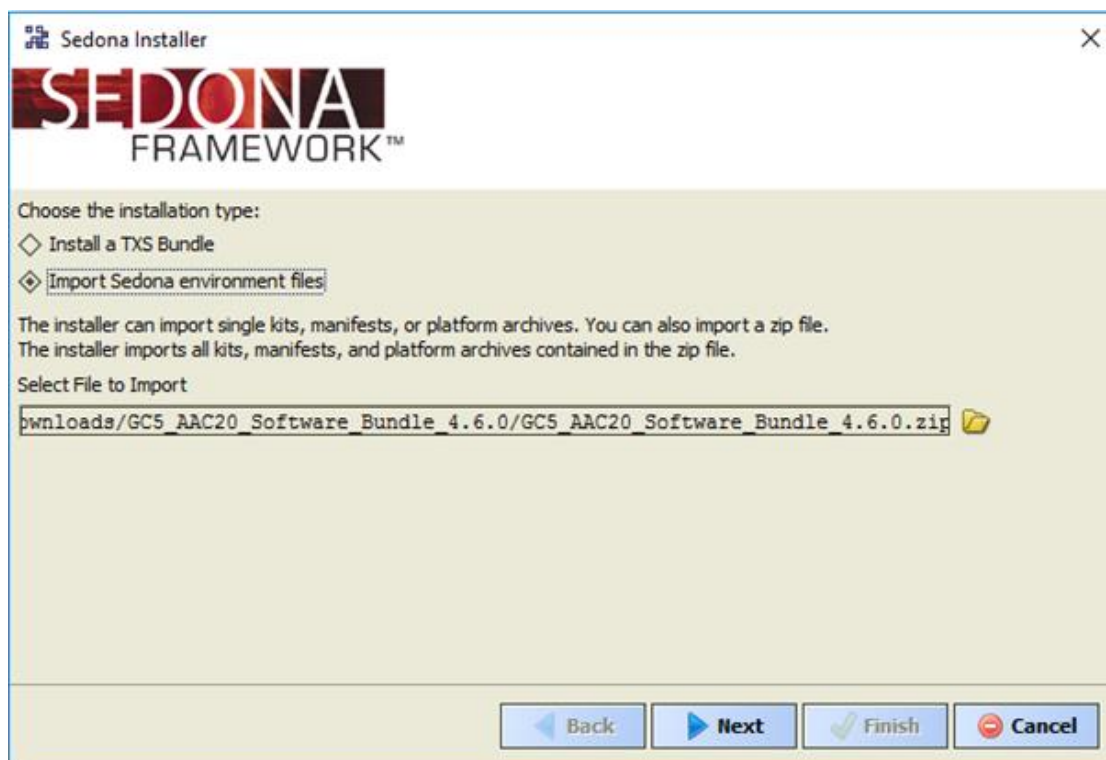 Sedona Installer
SEDONA
FRAMEWORK™
Choose the installation type:
Install a TXS Bundle
Import Sedona environment files
The installer can import single kits, manifests, or platform archives. You can also import a zip file.
The installer imports all kits, manifests, and platform archives contained in the zip file.
Select File to Import
ownloads/GC5_AAC20_Software_Bundle_4.6.0/GC5_AAC20_Software_Bundle_4.6.0.zip
Back Next Finish Cancel